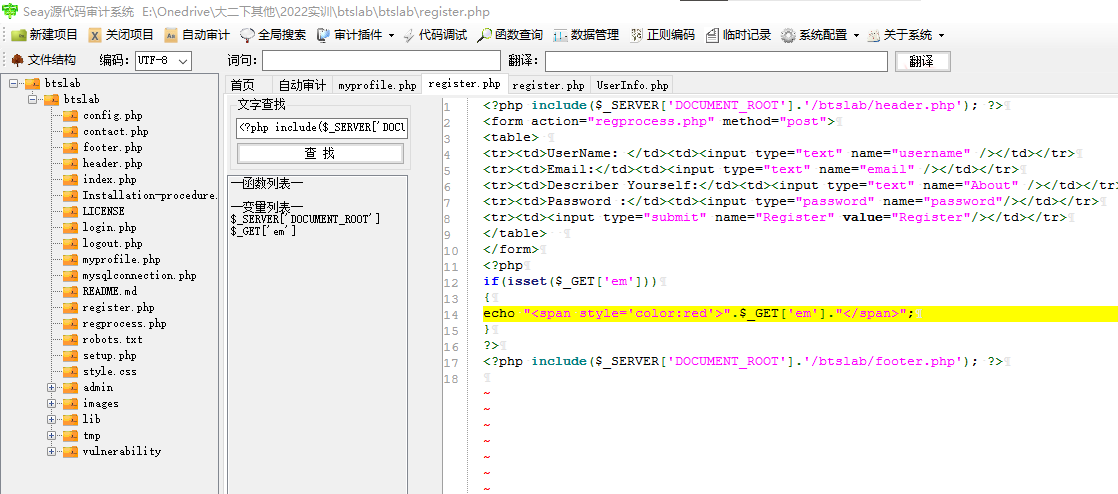 Seay源代码审计系统 E:\Onedrive\大二下其他\2022实训\btslab\btslab\register.php
新建项目 关闭项目 自动审计 全局搜索 审计插件 代码调试 函数查询 数据管理 正则编码 临时记录 系统配置 关于系统
文件结构 编码: UTF-8 词句: 翻译: 翻译
btslab
btslab
config.php
contact.php
footer.php
header.php
index.php
Installation-procedure.
LICENSE
login.php
logout.php
myprofile.php
mysqlconnection.php
README.md
register.php
regprocess.php
robots.txt
setup.php
style.css
admin
images
lib
tmp
vulnerability
首页 自动审计 myprofile.php register.php register.php UserInfo.php
文字查找
<?php include($_SERVER['DOCU
查 找
—函数列表—
—变量列表—
$_SERVER['DOCUMENT_ROOT']
$_GET['em']
1 <?php include($_SERVER['DOCUMENT_ROOT'].'/btslab/header.php'); ?>
2 <form action="regprocess.php" method="post">
3 <table>
4 <tr><td>UserName: </td><td><input type="text" name="username" /></td></tr>
5 <tr><td>Email:</td><td><input type="text" name="email" /></td></tr>
6 <tr><td>Describer Yourself:</td><td><input type="text" name="About" /></td></tr
7 <tr><td>Password :</td><td><input type="password" name="password"/></td></tr>
8 <tr><td><input type="submit" name="Register" value="Register"/></td></tr>
9 </table>
10 </form>
11 <?php
12 if(isset($_GET['em']))
13 {
14 echo "<span style='color:red'>".$_GET['em']."</span>";
15 }
16 ?>
17 <?php include($_SERVER['DOCUMENT_ROOT'].'/btslab/footer.php'); ?>
18
~
~
~
~
~
~
~